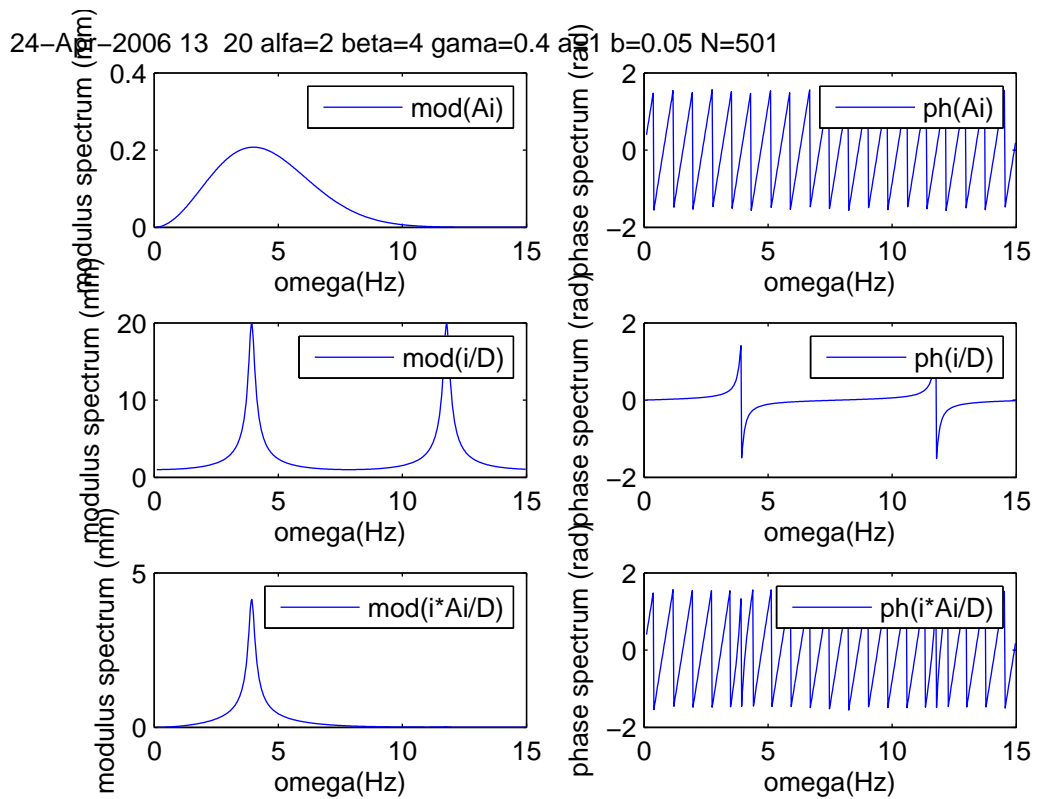 24−Apr−2006 13 20 alfa=2 beta=4 gama=0.4 a=1 b=0.05 N=501
modulus spectrum (mm)
0.4
0.2
0
mod(Ai)
0 5 10 15
omega(Hz)
phase spectrum (rad)
2
0
−2
ph(Ai)
0 5 10 15
omega(Hz)
modulus spectrum (mm)
20
10
0
mod(i/D)
0 5 10 15
omega(Hz)
phase spectrum (rad)
2
0
−2
ph(i/D)
0 5 10 15
omega(Hz)
modulus spectrum (mm)
5
0
mod(i*Ai/D)
0 5 10 15
omega(Hz)
phase spectrum (rad)
2
0
−2
ph(i*Ai/D)
0 5 10 15
omega(Hz)